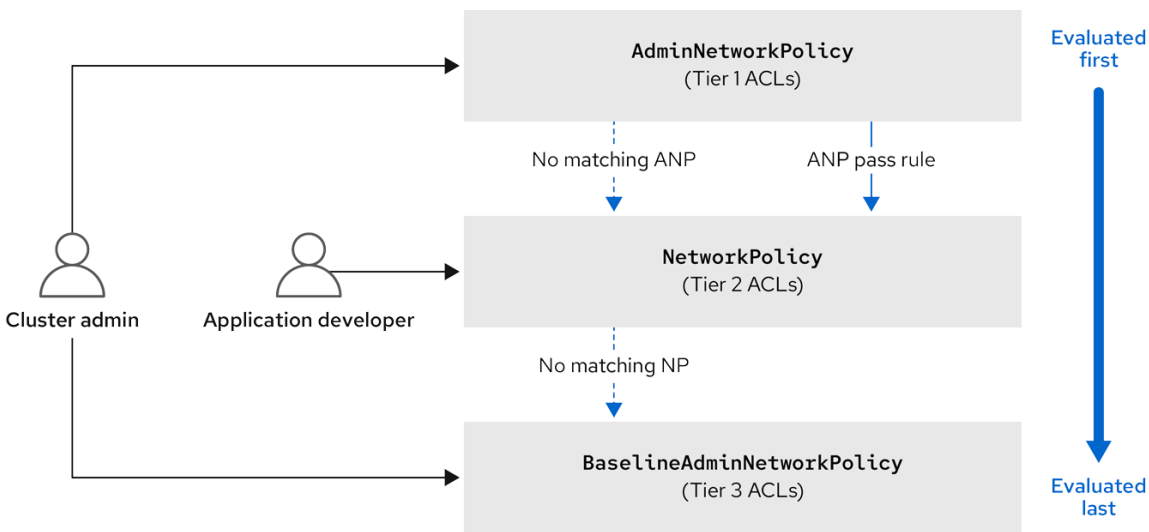 AdminNetworkPolicy
(Tier 1 ACLs)
Evaluated
first
No matching ANP
ANP pass rule
NetworkPolicy
(Tier 2 ACLs)
Cluster admin
Application developer
No matching NP
BaselineAdminNetworkPolicy
(Tier 3 ACLs)
Evaluated
last